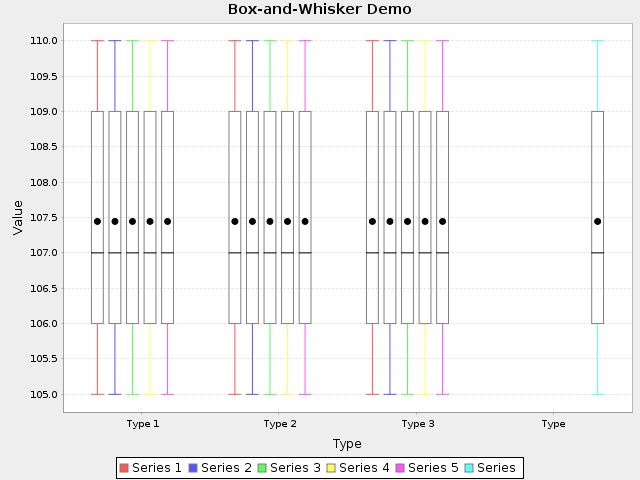 Box-and-Whisker Demo
Value
110.0
109.5
109.0
108.5
108.0
107.5
107.0
106.5
106.0
105.5
105.0
Type 1 Type 2 Type 3 Type
Type
Series 1 Series 2 Series 3 Series 4 Series 5 Series